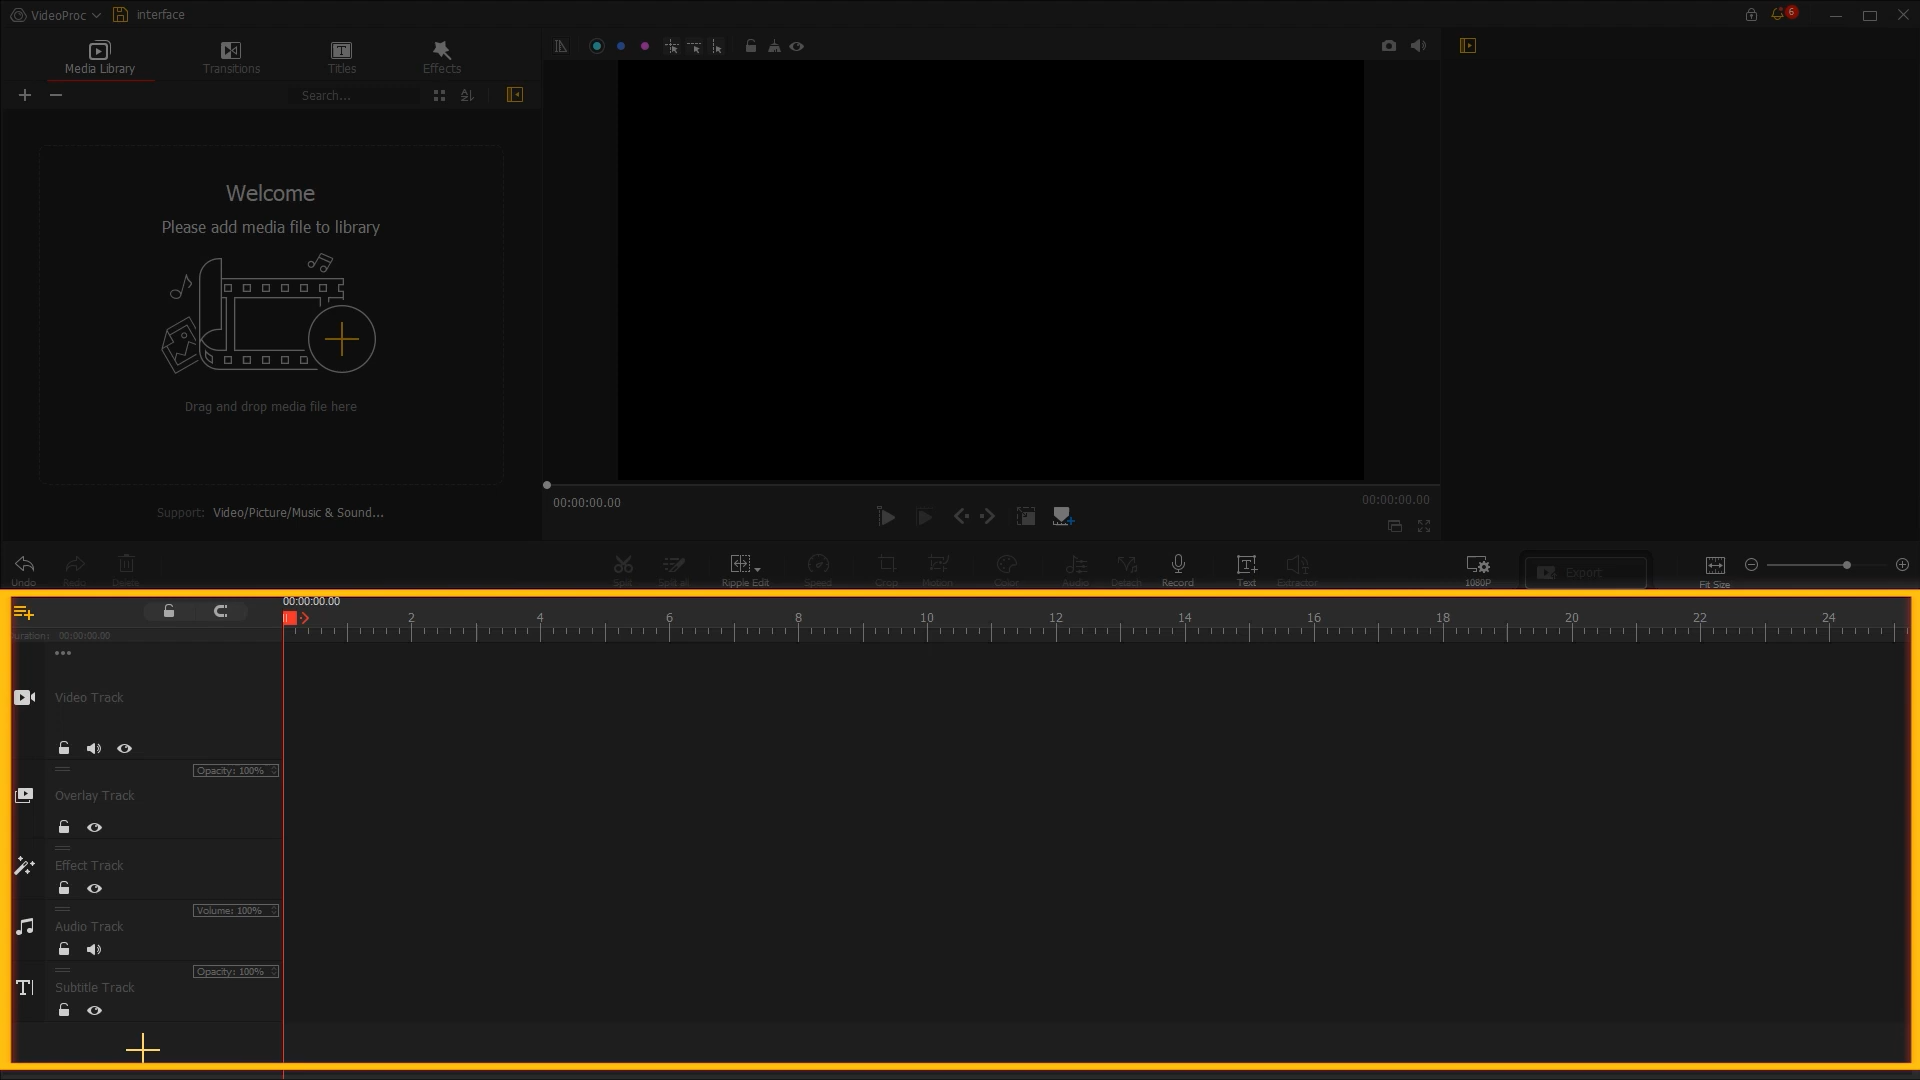 VideoProc
interface
6
Media Library
Transitions
Titles
Effects
Search...
Welcome
Please add media file to library
Drag and drop media file here
Support: Video/Picture/Music & Sound...
00:00:00.00
00:00:00.00
Undo
Redo
Delete
Split
Split all
Ripple Edit
Speed
Crop
Motion
Color
Audio
Detach
Record
Text
Extractor
1080P
Export
Fit Size
00:00:00.00
2 4 6 8 10 12 14 16 18 20 22 24
uration: 00:00:00.00
Video Track
Opacity: 100%
Overlay Track
Effect Track
Volume: 100%
Audio Track
Opacity: 100%
Subtitle Track